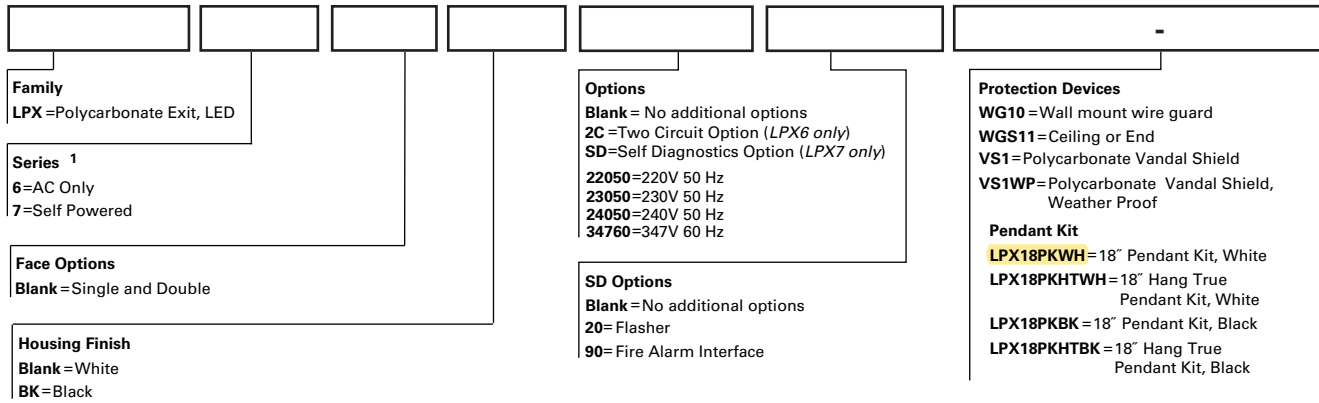 -
Family
LPX =Polycarbonate Exit, LED
Series 1
6=AC Only
7=Self Powered
Face Options
Blank =Single and Double
Housing Finish
Blank =White
BK=Black
Options
Blank = No additional options
2C =Two Circuit Option (LPX6 only)
SD=Self Diagnostics Option (LPX7 only)
22050=220V 50 Hz
23050=230V 50 Hz
24050=240V 50 Hz
34760=347V 60 Hz
SD Options
Blank =No additional options
20= Flasher
90= Fire Alarm Interface
Protection Devices
WG10 =Wall mount wire guard
WGS11=Ceiling or End
VS1=Polycarbonate Vandal Shield
VS1WP=Polycarbonate Vandal Shield,
Weather Proof
Pendant Kit
LPX18PKWH=18″ Pendant Kit, White
LPX18PKHTWH=18″ Hang True
Pendant Kit, White
LPX18PKBK =18″ Pendant Kit, Black
LPX18PKHTBK =18″ Hang True
Pendant Kit, Black